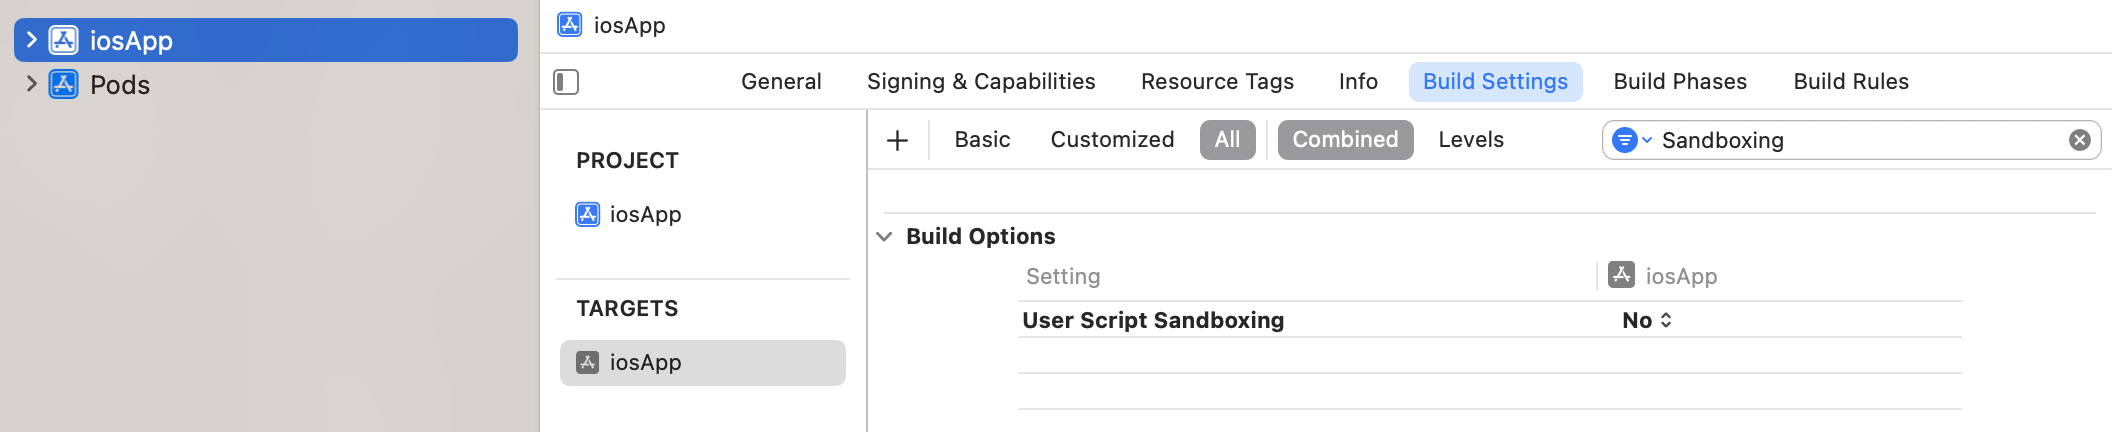 iosApp
Pods
iosApp
General Signing & Capabilities Resource Tags Info Build Settings Build Phases Build Rules
PROJECT
iosApp
TARGETS
iosApp
Basic Customized All Combined Levels Sandboxing
Build Options
Setting iosApp
User Script Sandboxing No